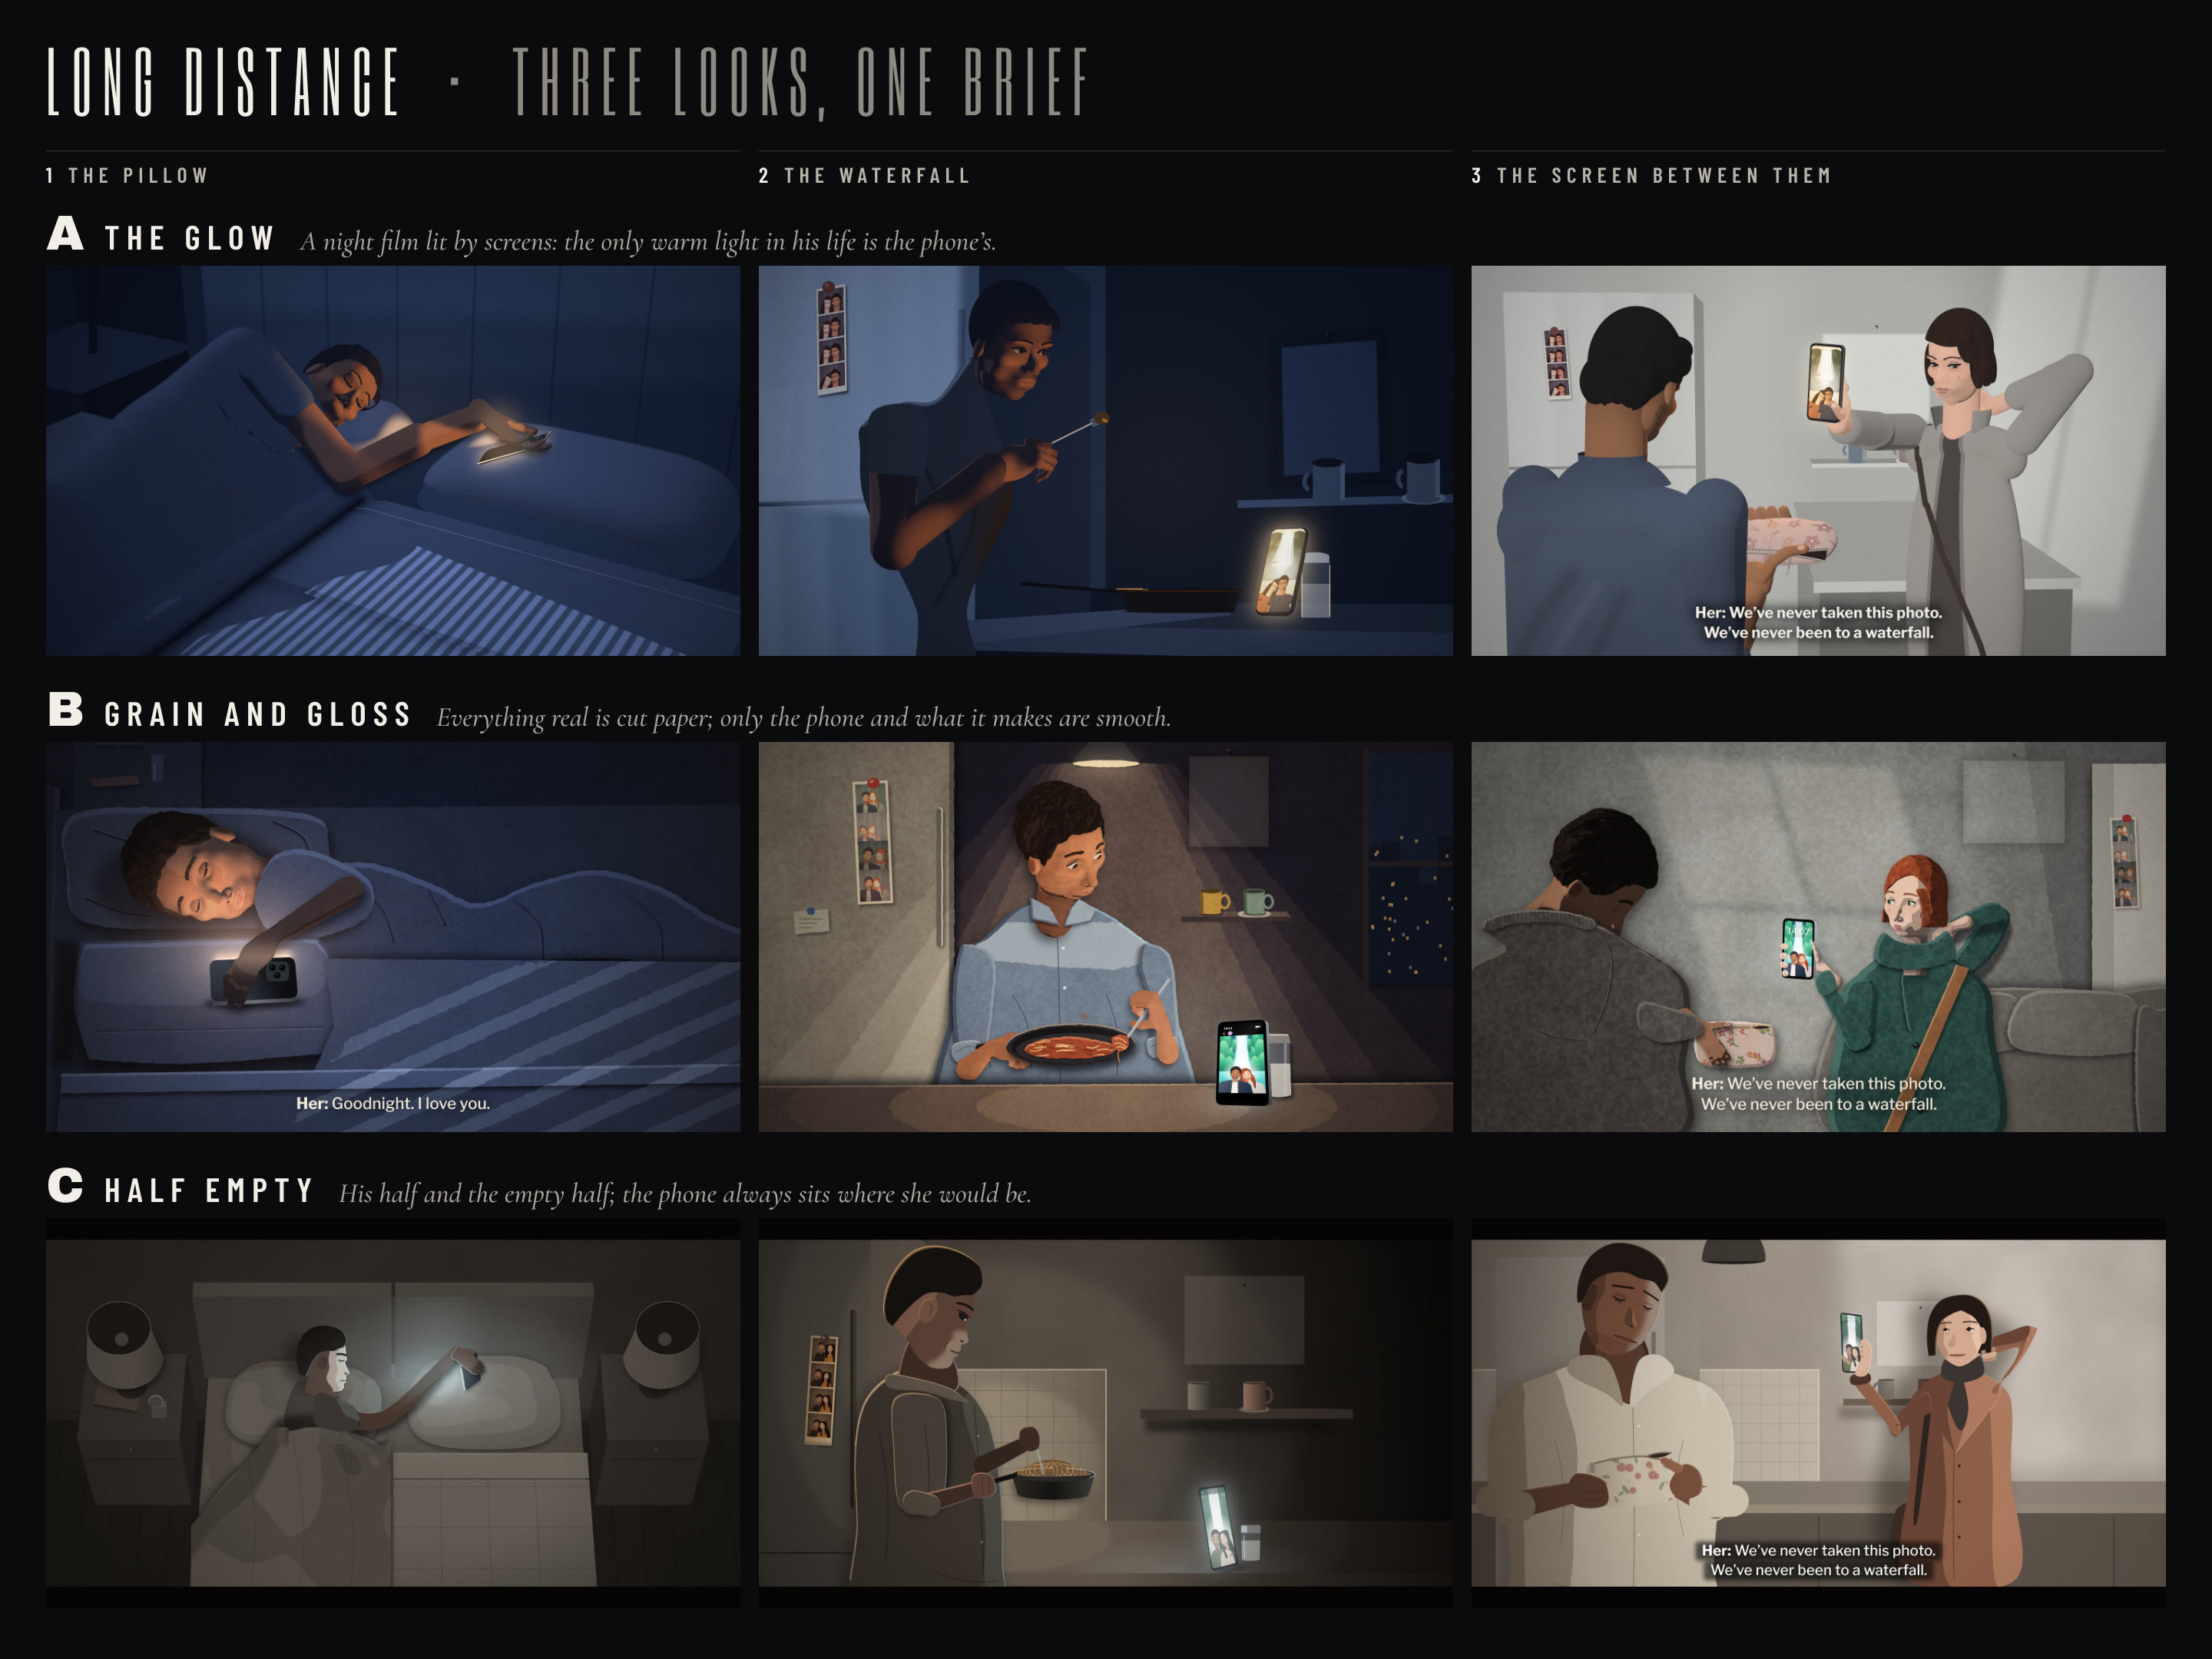 LONG DISTANCE · THREE LOOKS, ONE BRIEF
1 THE PILLOW
2 THE WATERFALL
3 THE SCREEN BETWEEN THEM
A THE GLOW A night film lit by screens: the only warm light in his life is the phone's.
Her: We've never taken this photo.
We've never been to a waterfall.
B GRAIN AND GLOSS Everything real is cut paper; only the phone and what it makes are smooth.
Her: Goodnight. I love you.
Her: We've never taken this photo.
We've never been to a waterfall.
C HALF EMPTY His half and the empty half; the phone always sits where she would be.
Her: We've never taken this photo.
We've never been to a waterfall.